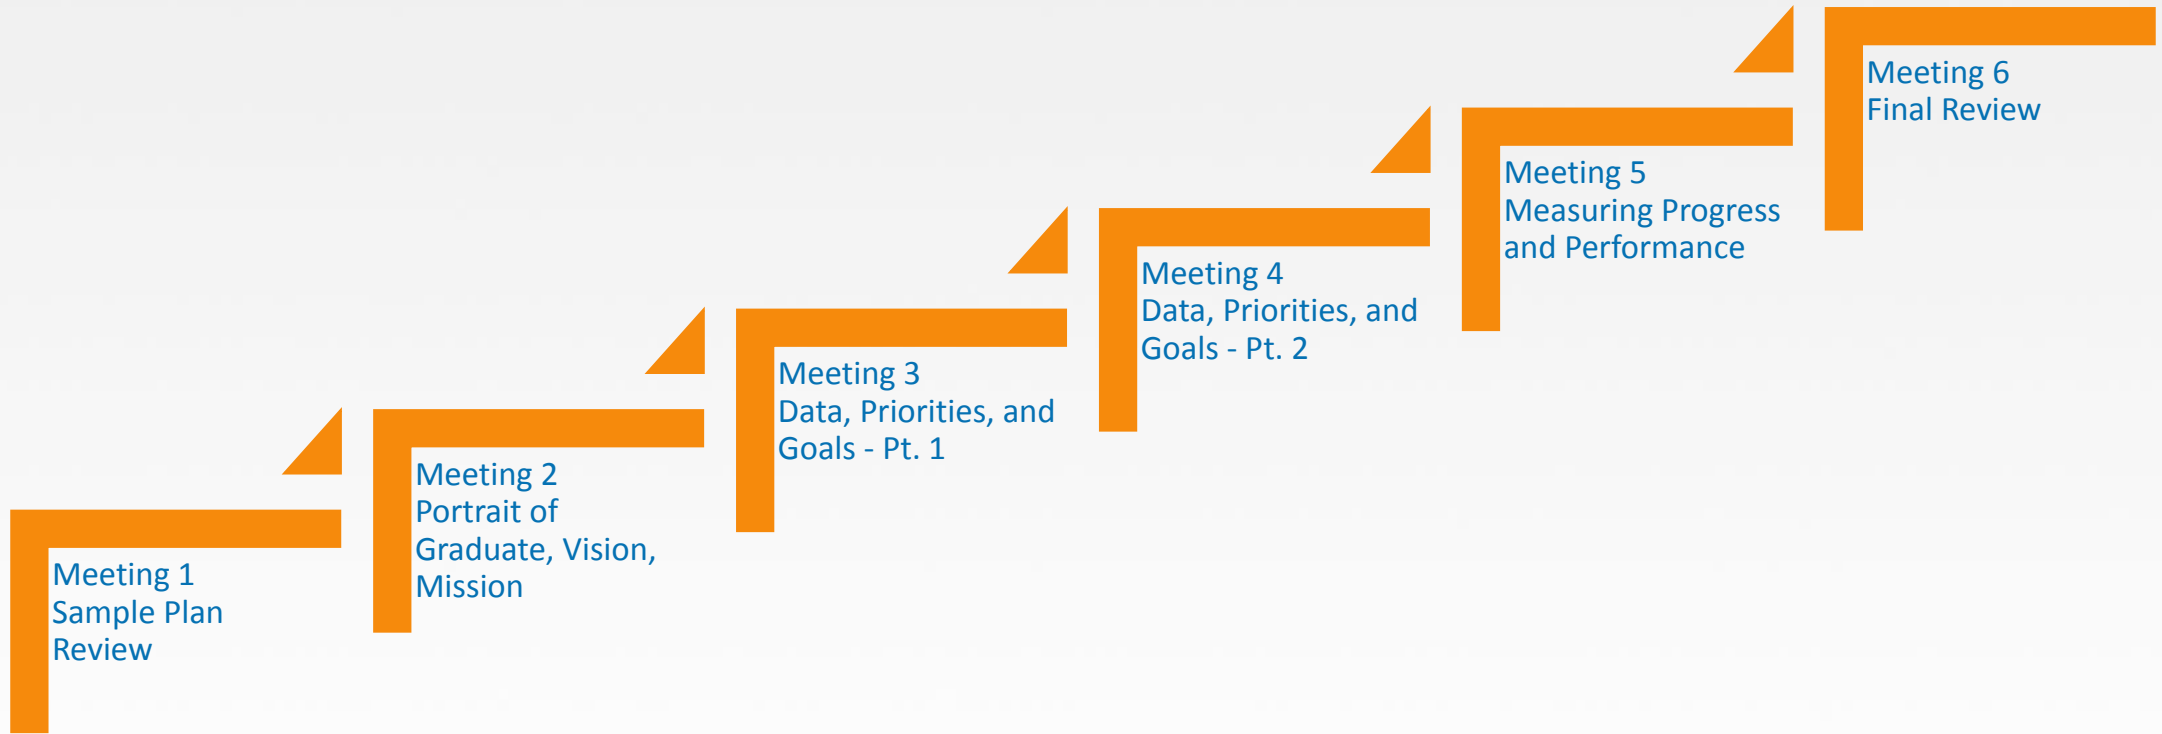 Meeting 1
Sample Plan
Review
Meeting 2
Portrait of
Graduate, Vision,
Mission
Meeting 3
Data, Priorities, and
Goals - Pt. 1
Meeting 4
Data, Priorities, and
Goals - Pt. 2
Meeting 5
Measuring Progress
and Performance
Meeting 6
Final Review